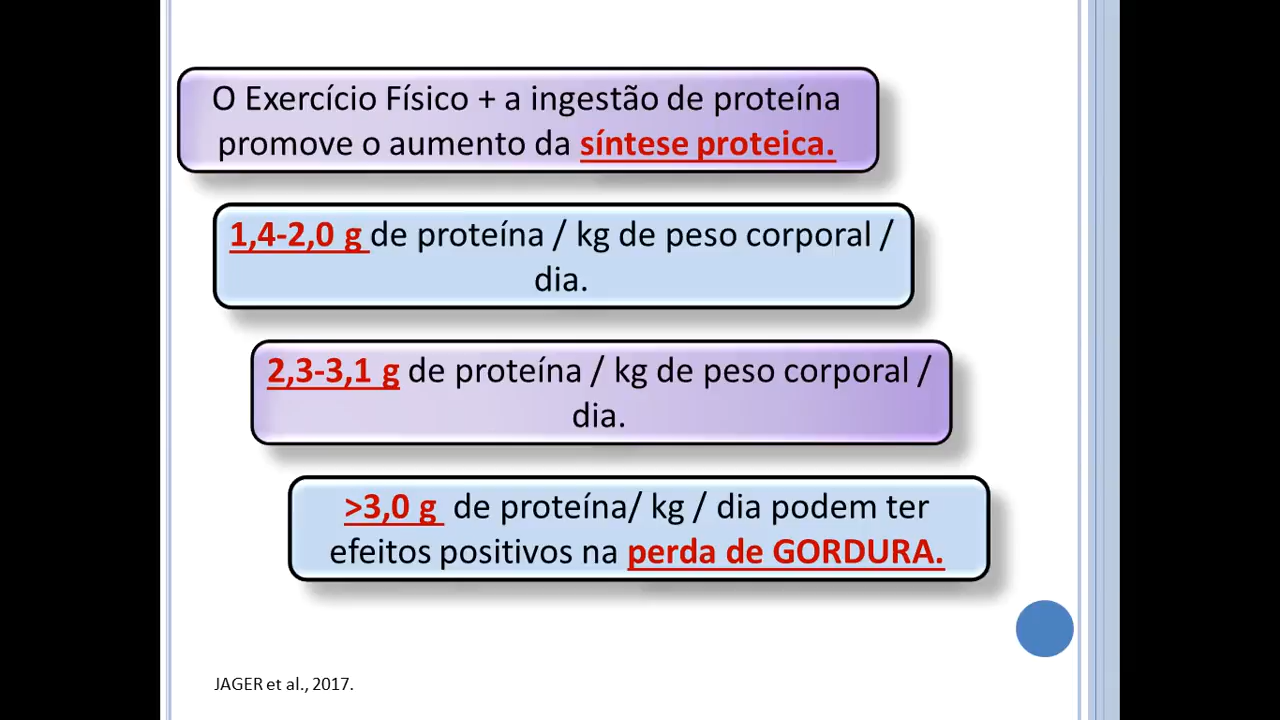 O Exercício Físico + a ingestão de proteína
promove o aumento da síntese proteica.
1,4-2,0 g de proteína / kg de peso corporal /
dia.
2,3-3,1 g de proteína / kg de peso corporal /
dia.
>3,0 g de proteína/ kg / dia podem ter
efeitos positivos na perda de GORDURA.
JAGER et al., 2017.